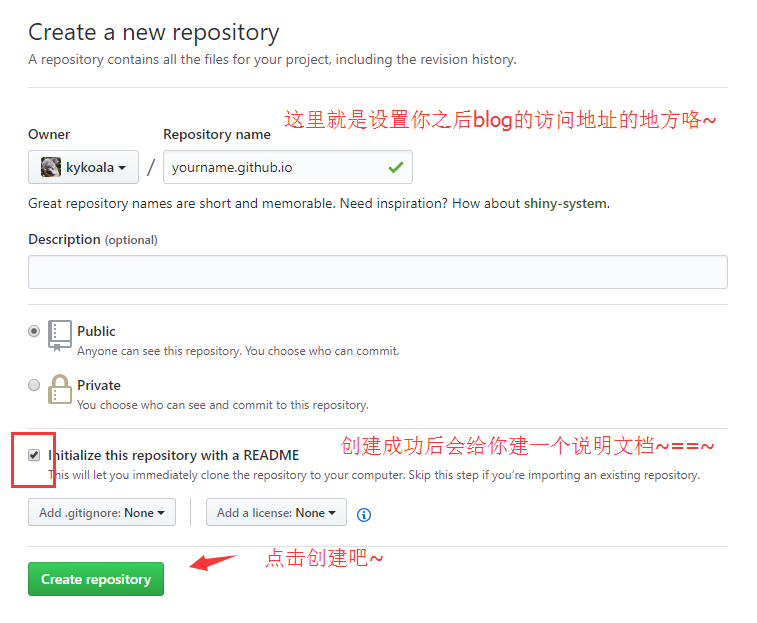 Create a new repository
A repository contains all the files for your project, including the revision history.
这里就是设置你之后blog的访问地址的地方咯~
Owner
Repository name
kykoala / yourname.github.io
Great repository names are short and memorable. Need inspiration? How about shiny-system.
Description (optional)
Public
Anyone can see this repository. You choose who can commit.
Private
You choose who can see and commit to this repository.
创建成功后会给你建一个说明文档~==~
Initialize this repository with a README
This will let you immediately clone the repository to your computer. Skip this step if you're importing an existing repository.
Add .gitignore: None
Add a license: None
点击创建吧~
Create repository